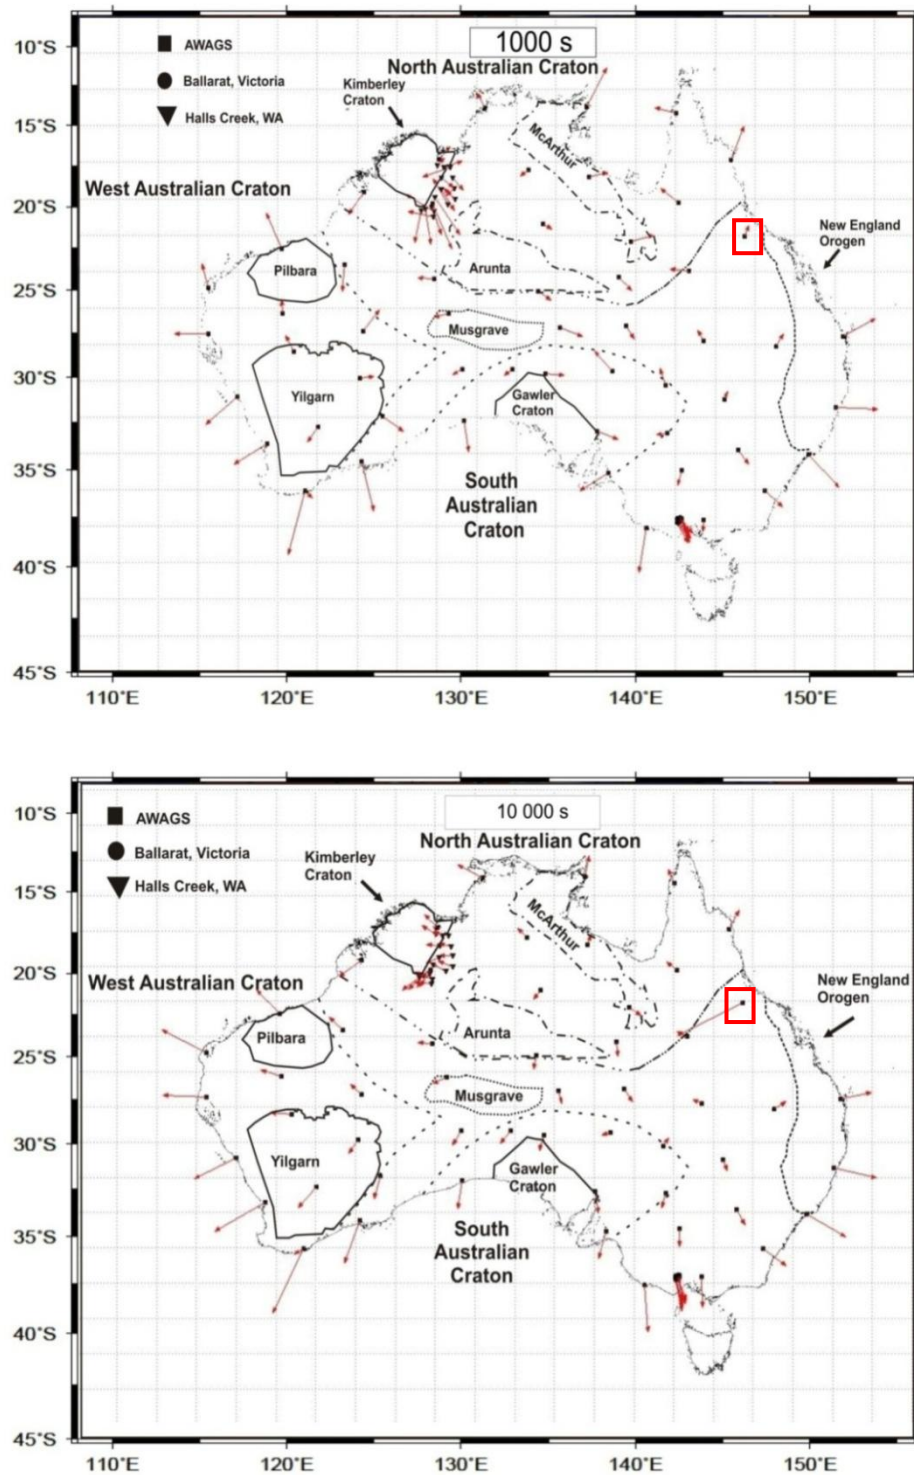 1000 s
10°S
AWAGS
North Australian Craton
Ballarat, Victoria
Kimberley
Craton
Halls Creek, WA
15°S
McArthur
West Australian Craton
20°S
New England
Orogen
Pilbara
Arunta
25°S
Musgrave
30°S
Yilgarn
Gawler
Craton
35°S
South
Australian
Craton
40°S
45°S
110°E
120°E
130°E
140°E
150°E
10 000 s
10°S
AWAGS
North Australian Craton
Ballarat, Victoria
Kimberley
Craton
Halls Creek, WA
15°S
McArthur
20°S
West Australian Craton
New England
Orogen
Pilbara
Arunta
25°S
Musgrave
30°S
Yilgarn
Gawler
Craton
35°S
South
Australian
Craton
40°S
45°S
110°E
120°E
130°E
140°E
150°E